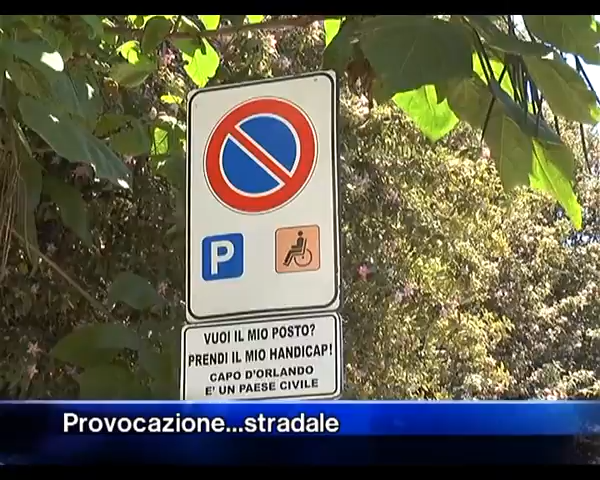 P
VUOI IL MIO POSTO?
PRENDI IL MIO HANDICAP!
CAPO D'ORLANDO
E' UN PAESE CIVILE
Provocazione...stradale